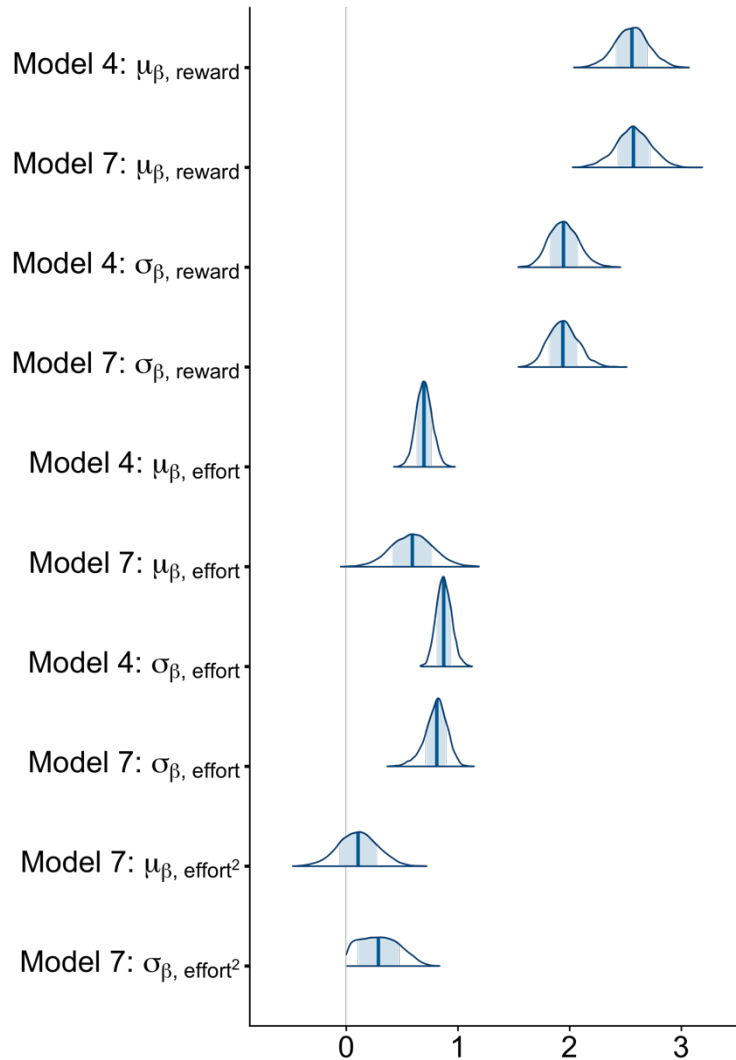 Model 4: μβ, reward
Model 7: μβ, reward
Model 4: σβ, reward
Model 7: σβ, reward
Model 4: μβ, effort
Model 7: μβ, effort
Model 4: σβ, effort
Model 7: σβ, effort
Model 7: μβ, effort²
Model 7: σβ, effort²
0 1 2 3